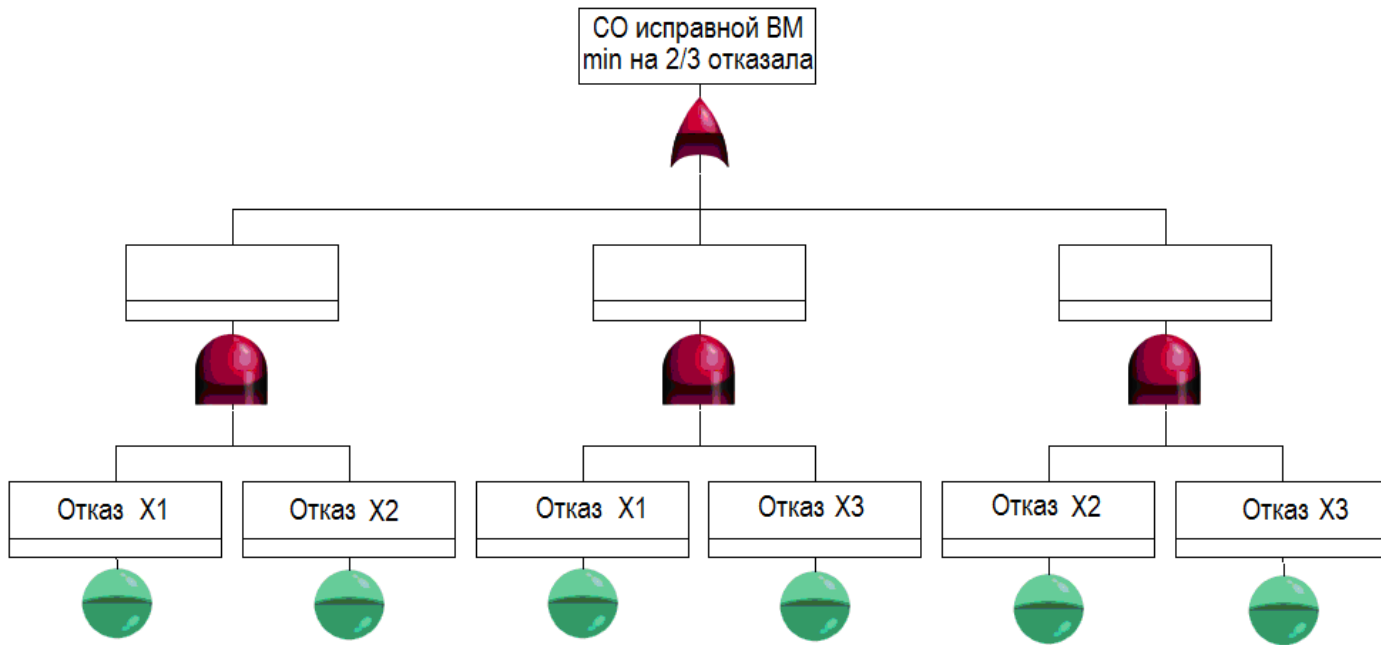 СО исправной ВМ
min на 2/3 отказала
Отказ X1
Отказ X2
Отказ X1
Отказ X3
Отказ X2
Отказ X3